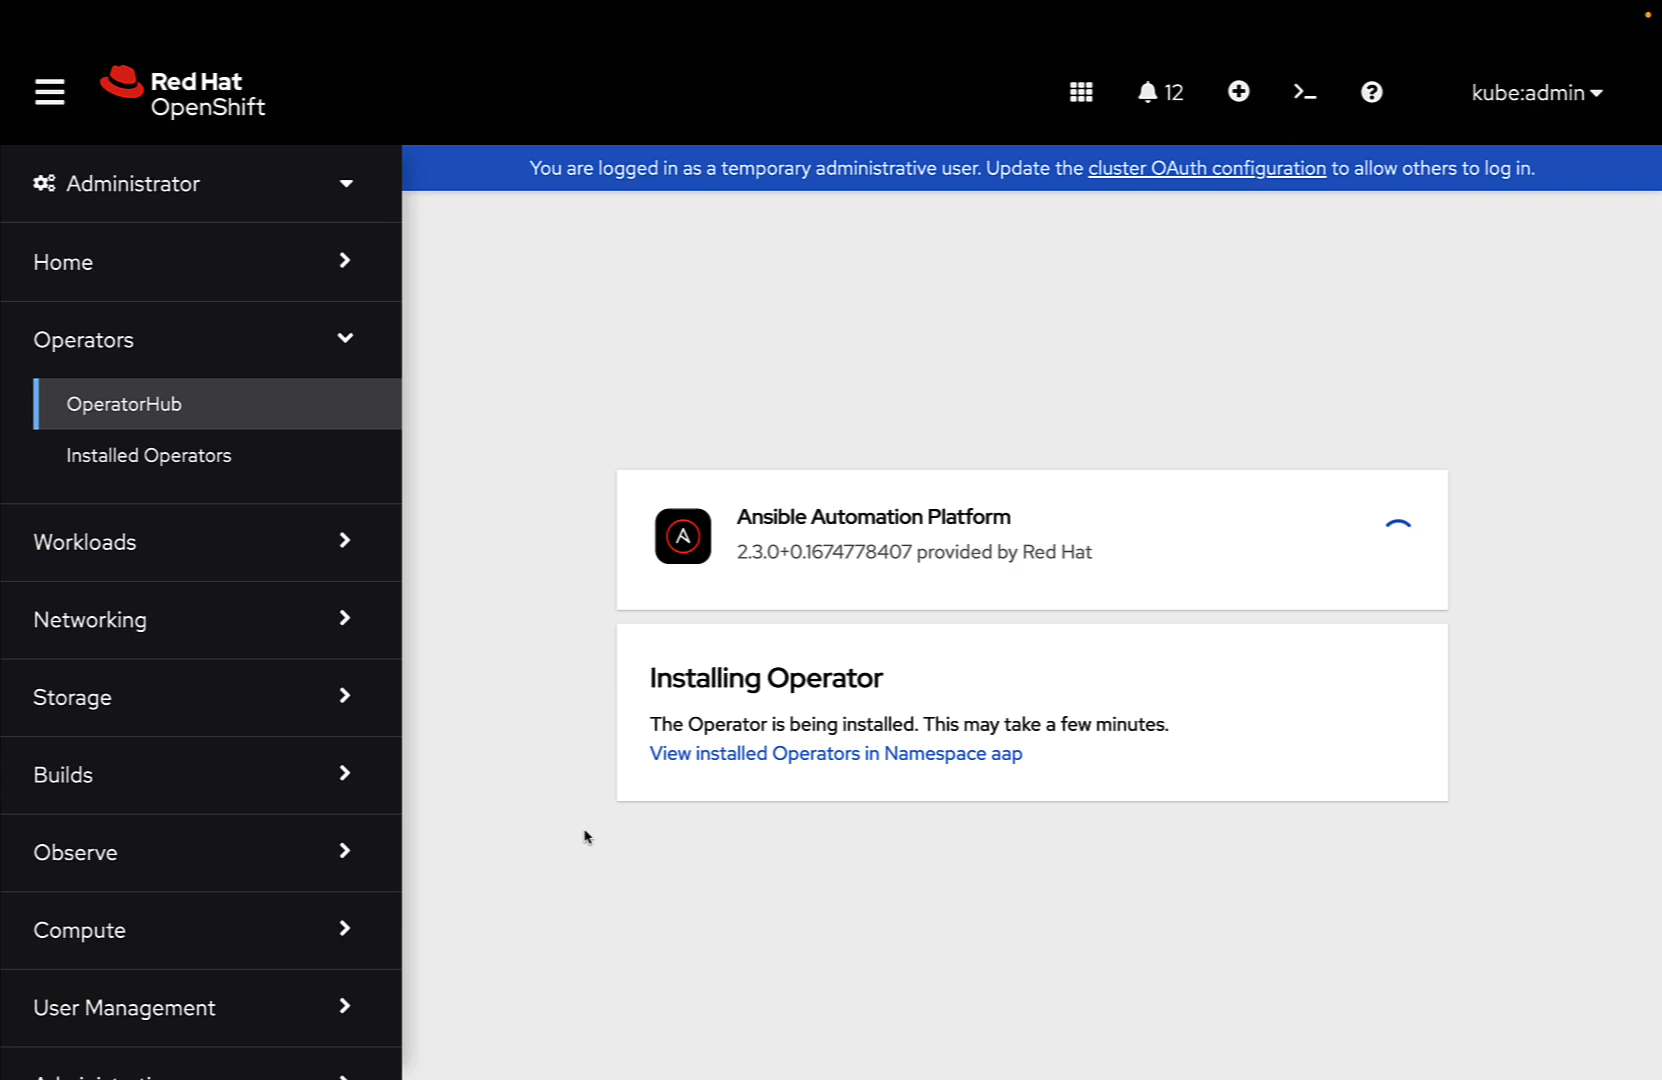 Red Hat
OpenShift
12
kube:admin
You are logged in as a temporary administrative user. Update the cluster OAuth configuration to allow others to log in.
Administrator
Home
Operators
OperatorHub
Installed Operators
Workloads
Networking
Storage
Builds
Observe
Compute
User Management
Ansible Automation Platform
2.3.0+0.1674778407 provided by Red Hat
Installing Operator
The Operator is being installed. This may take a few minutes.
View installed Operators in Namespace aap